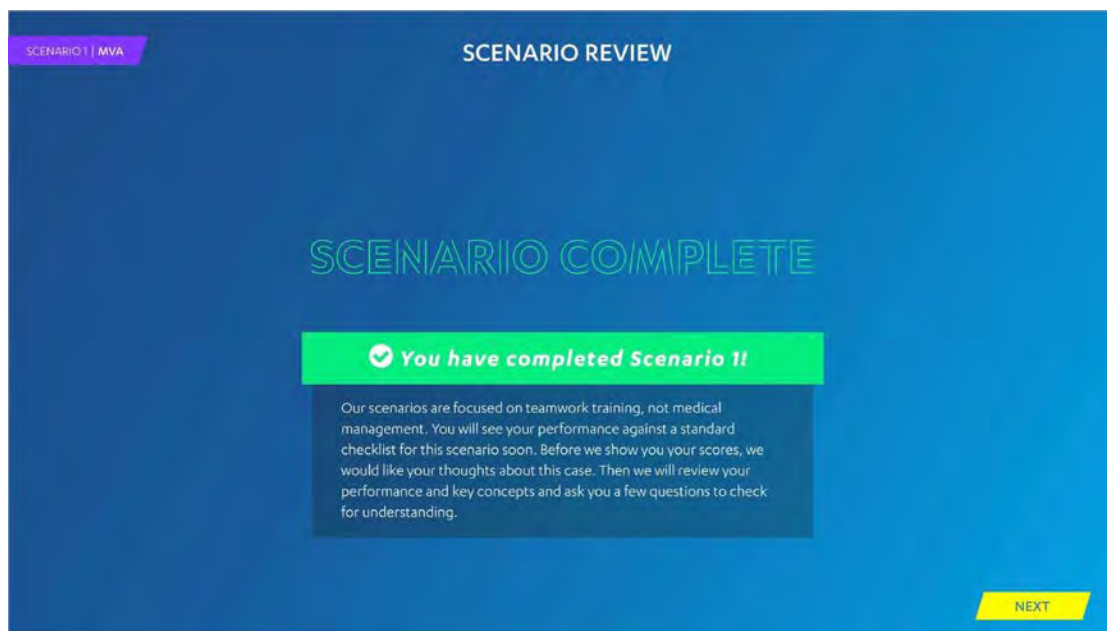 SCENARIO 1 | MVA
SCENARIO REVIEW
SCENARIO COMPLETE
You have completed Scenario 1!
Our scenarios are focused on teamwork training, not medical
management. You will see your performance against a standard
checklist for this scenario soon. Before we show you your scores, we
would like your thoughts about this case. Then we will review your
performance and key concepts and ask you a few questions to check
for understanding.
NEXT